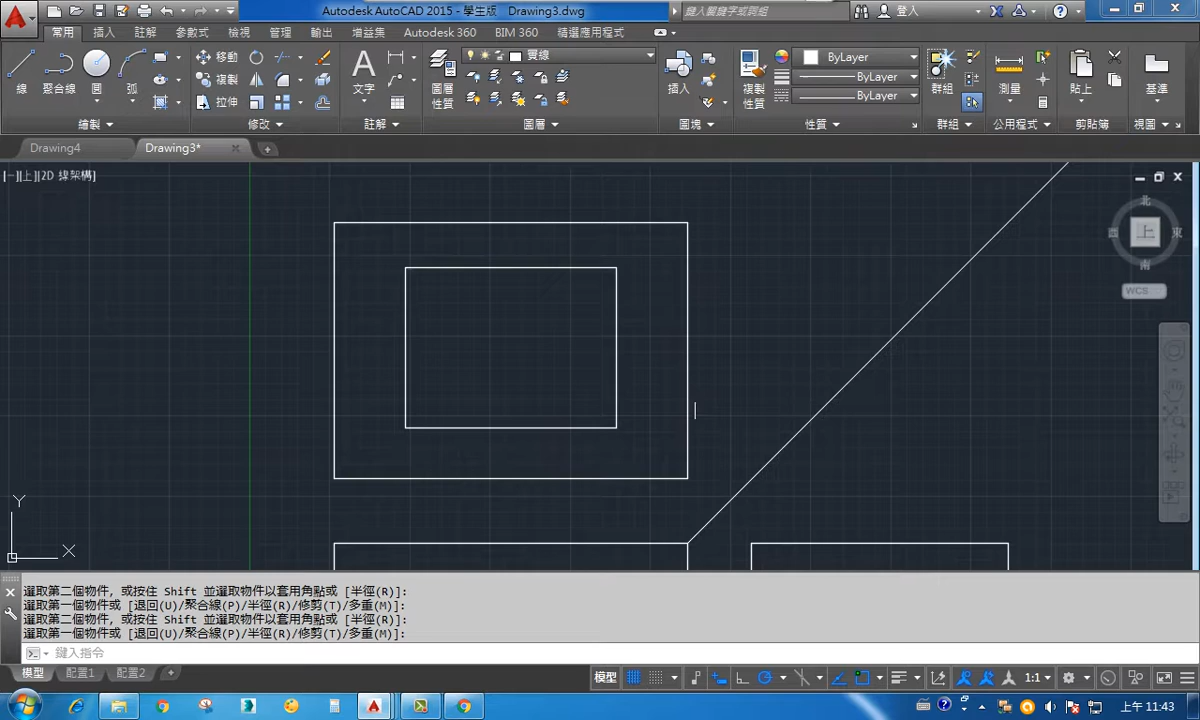 Autodesk AutoCAD 2015 - 學生版 Drawing3.dwg
鍵入關鍵字或詞組
登入
常用 插入 註解 參數式 檢視 管理 輸出 增益集 Autodesk 360 BIM 360 精選應用程式
線 聚合線 圓 弧
移動
複製
拉伸
文字
圖層
性質
實線
插入
複製
性質
ByLayer
ByLayer
ByLayer
群組
測量
貼上
基準
繪製 修改 註解 圖層 圖塊 性質 群組 公用程式 剪貼簿 視圖
Drawing4 Drawing3* +
[−][上][2D 線架構]
北
西 上 東
南
WCS
Y
X
選取第二個物件, 或按住 Shift 並選取物件以套用角點或 [半徑(R)]:
選取第一個物件或 [退回(U)/聚合線(P)/半徑(R)/修剪(T)/多重(M)]:
選取第二個物件, 或按住 Shift 並選取物件以套用角點或 [半徑(R)]:
選取第一個物件或 [退回(U)/聚合線(P)/半徑(R)/修剪(T)/多重(M)]:
鍵入指令
模型 配置1 配置2 +
模型
1:1
上午 11:43